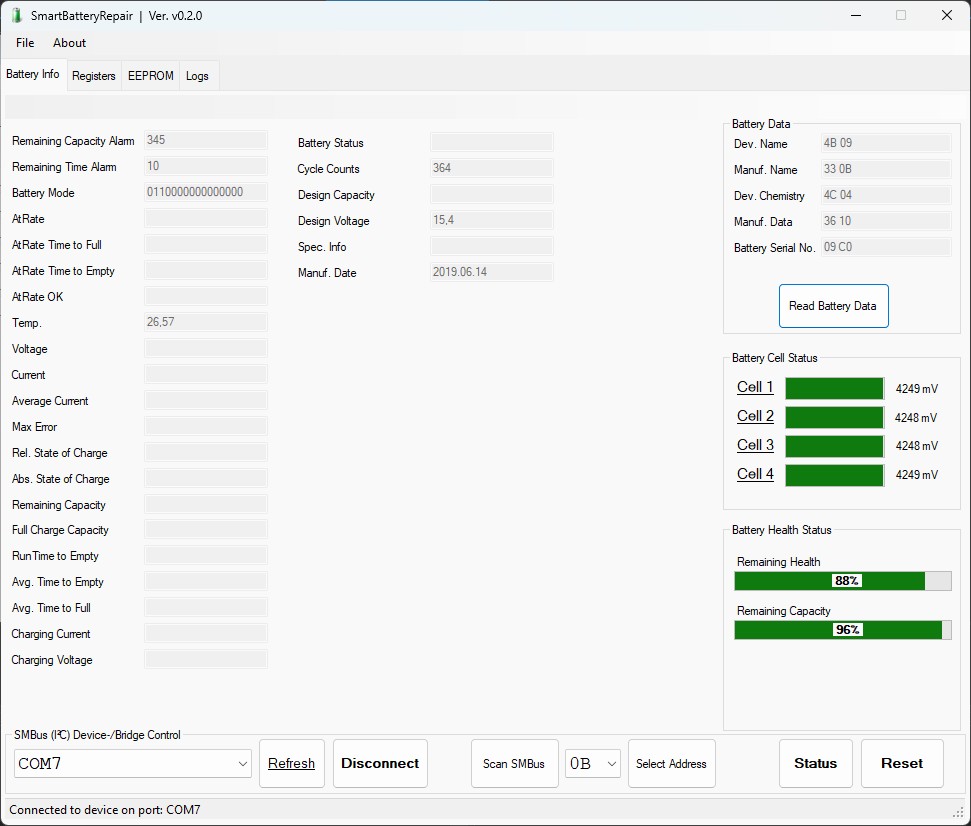 SmartBatteryRepair | Ver. v0.2.0
File About
Battery Info Registers EEPROM Logs
Remaining Capacity Alarm 345
Remaining Time Alarm 10
Battery Mode 0110000000000000
AtRate
AtRate Time to Full
AtRate Time to Empty
AtRate OK
Temp. 26,57
Voltage
Current
Average Current
Max Error
Rel. State of Charge
Abs. State of Charge
Remaining Capacity
Full Charge Capacity
RunTime to Empty
Avg. Time to Empty
Avg. Time to Full
Charging Current
Charging Voltage
Battery Status
Cycle Counts 364
Design Capacity
Design Voltage 15,4
Spec. Info
Manuf. Date 2019.06.14
Battery Data
Dev. Name 4B 09
Manuf. Name 33 0B
Dev. Chemistry 4C 04
Manuf. Data 36 10
Battery Serial No. 09 C0
Read Battery Data
Battery Cell Status
Cell 1 4249 mV
Cell 2 4248 mV
Cell 3 4248 mV
Cell 4 4249 mV
Battery Health Status
Remaining Health
88%
Remaining Capacity
96%
SMBus (I²C) Device-/Bridge Control
COM7 Refresh Disconnect Scan SMBus 0B Select Address Status Reset
Connected to device on port: COM7